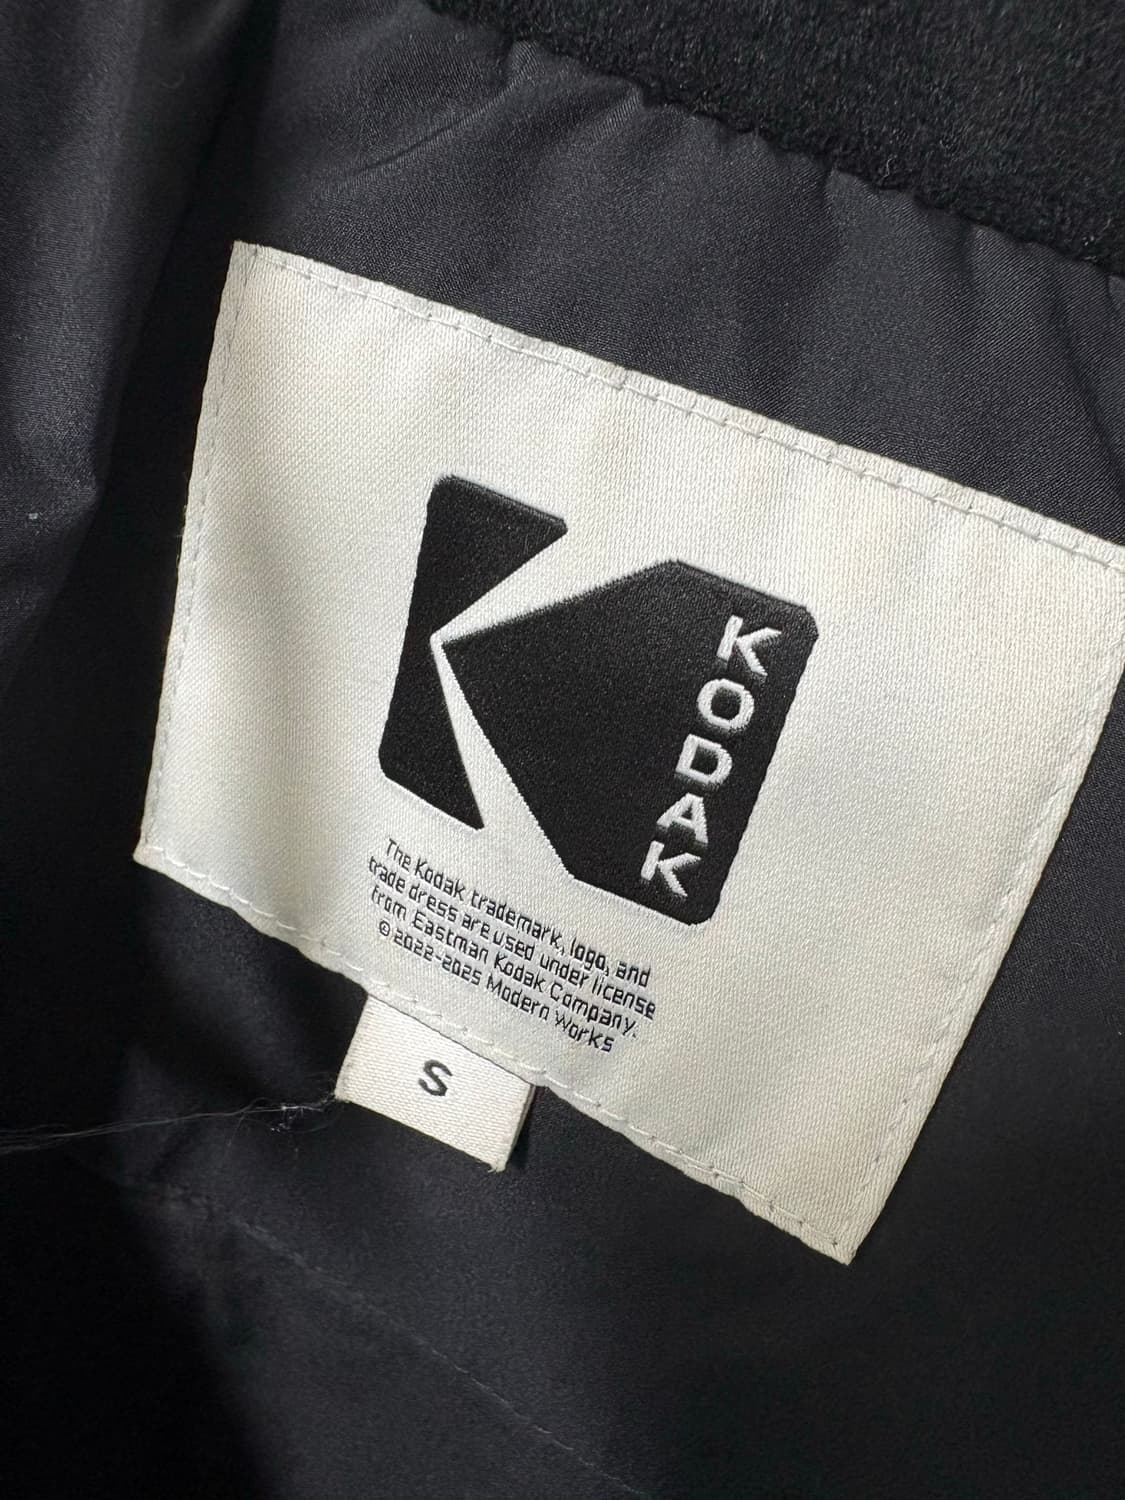 KODAK
The Kodak trademark, logo, and
trade dress are used under license
from Eastman Kodak Company.
© 2022-2025 Modern Works
S